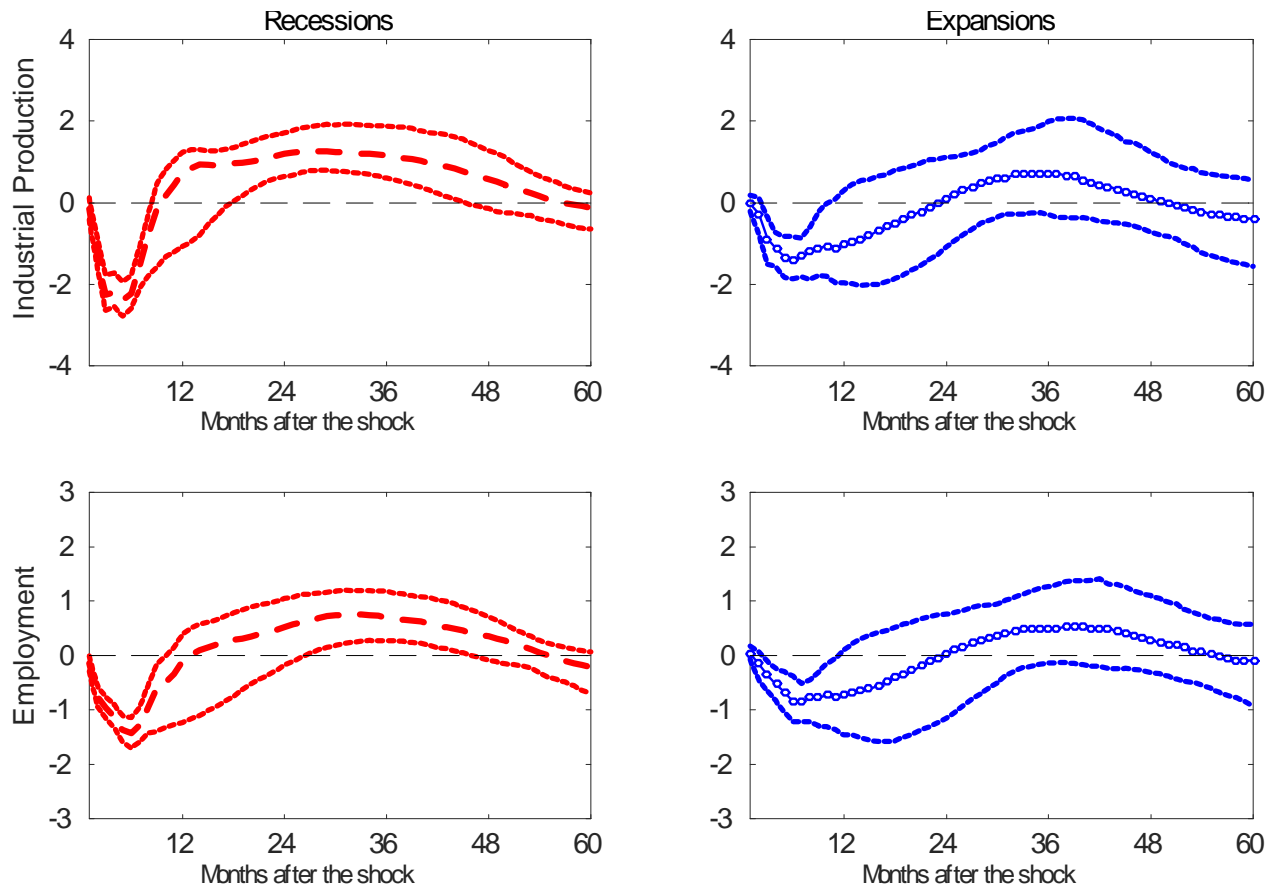 Recessions
Expansions
Industrial Production
4
2
0
-2
-4
12 24 36 48 60
Months after the shock
4
2
0
-2
-4
12 24 36 48 60
Months after the shock
Employment
3
2
1
0
-1
-2
-3
12 24 36 48 60
Months after the shock
3
2
1
0
-1
-2
-3
12 24 36 48 60
Months after the shock